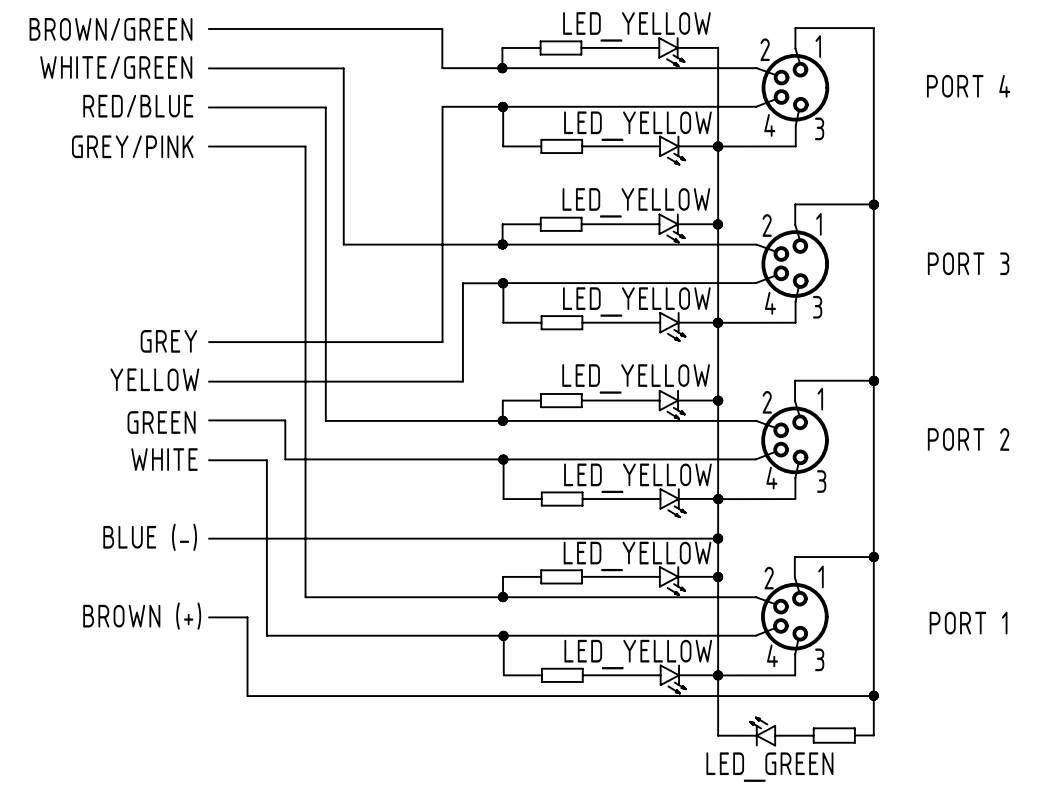 LED_YELLOW
BROWN/GREEN
2 1
WHITE/GREEN
PORT 4
RED/BLUE
LED_YELLOW
4 3
GREY/PINK
LED_YELLOW
2 1
PORT 3
LED_YELLOW
4 3
GREY
YELLOW
LED_YELLOW
2 1
GREEN
PORT 2
WHITE
LED_YELLOW
4 3
BLUE (-)
LED_YELLOW
2 1
BROWN (+)
PORT 1
LED_YELLOW
4 3
LED_GREEN